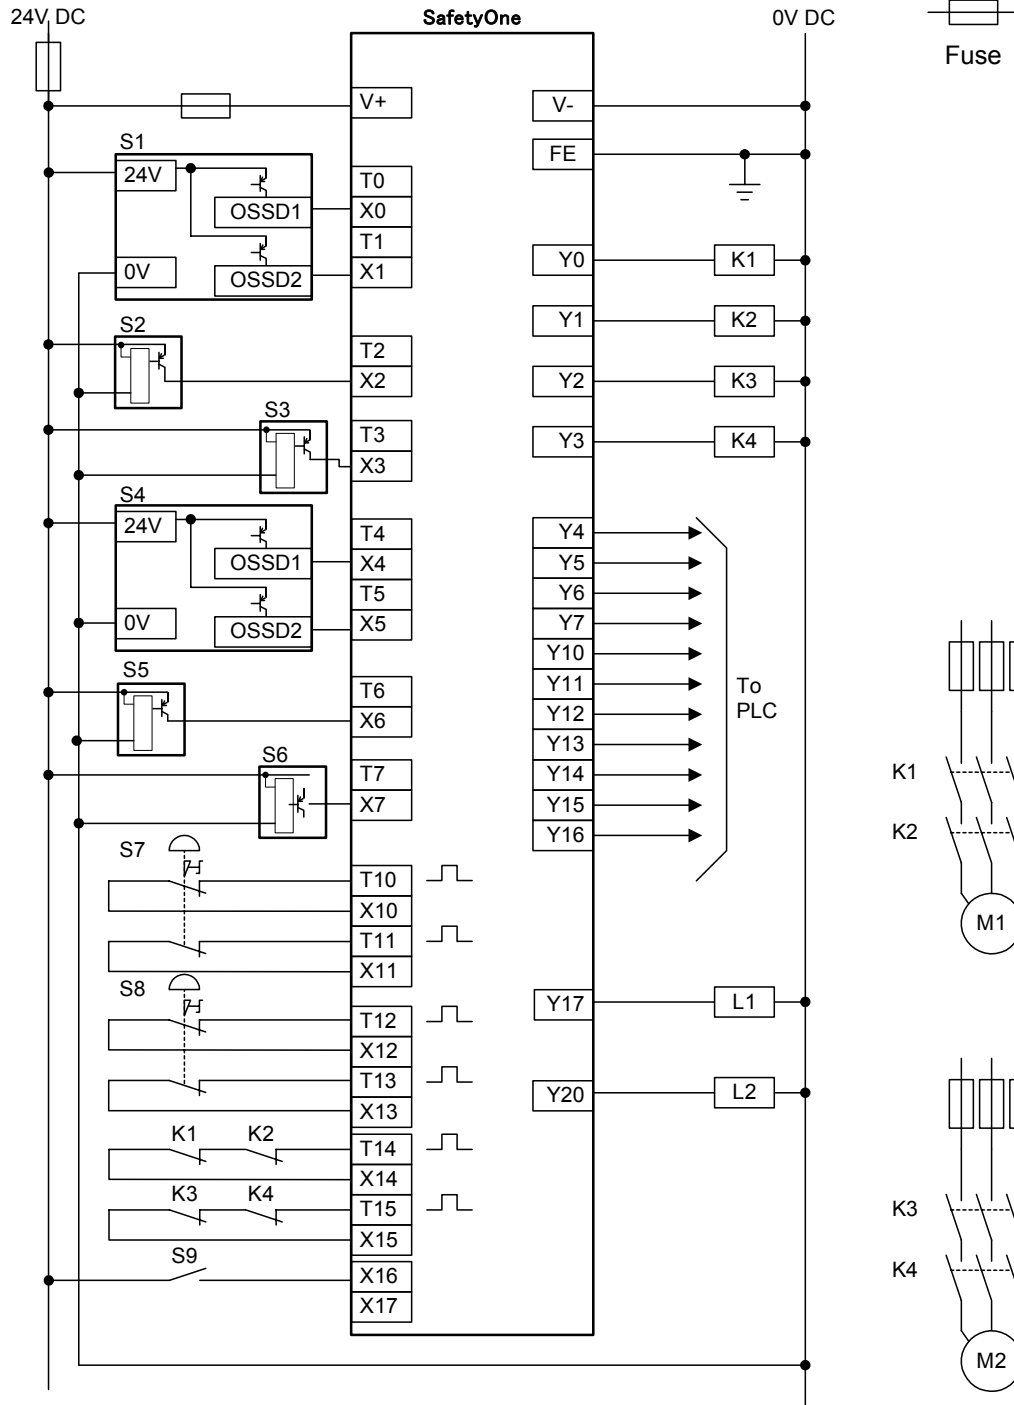 24V DC
SafetyOne
0V DC
Fuse
V+
V-
FE
S1
24V
OSSD1
0V
OSSD2
T0
X0
T1
X1
S2
T2
X2
S3
T3
X3
S4
24V
OSSD1
0V
OSSD2
T4
X4
T5
X5
S5
T6
X6
S6
T7
X7
S7
T10
X10
T11
X11
S8
T12
X12
T13
X13
K1 K2
T14
X14
K3 K4
T15
X15
S9
X16
X17
Y0 K1
Y1 K2
Y2 K3
Y3 K4
Y4
Y5
Y6
Y7
Y10
Y11
Y12
Y13
Y14
Y15
Y16
To
PLC
Y17 L1
Y20 L2
K1
K2
M1
K3
K4
M2